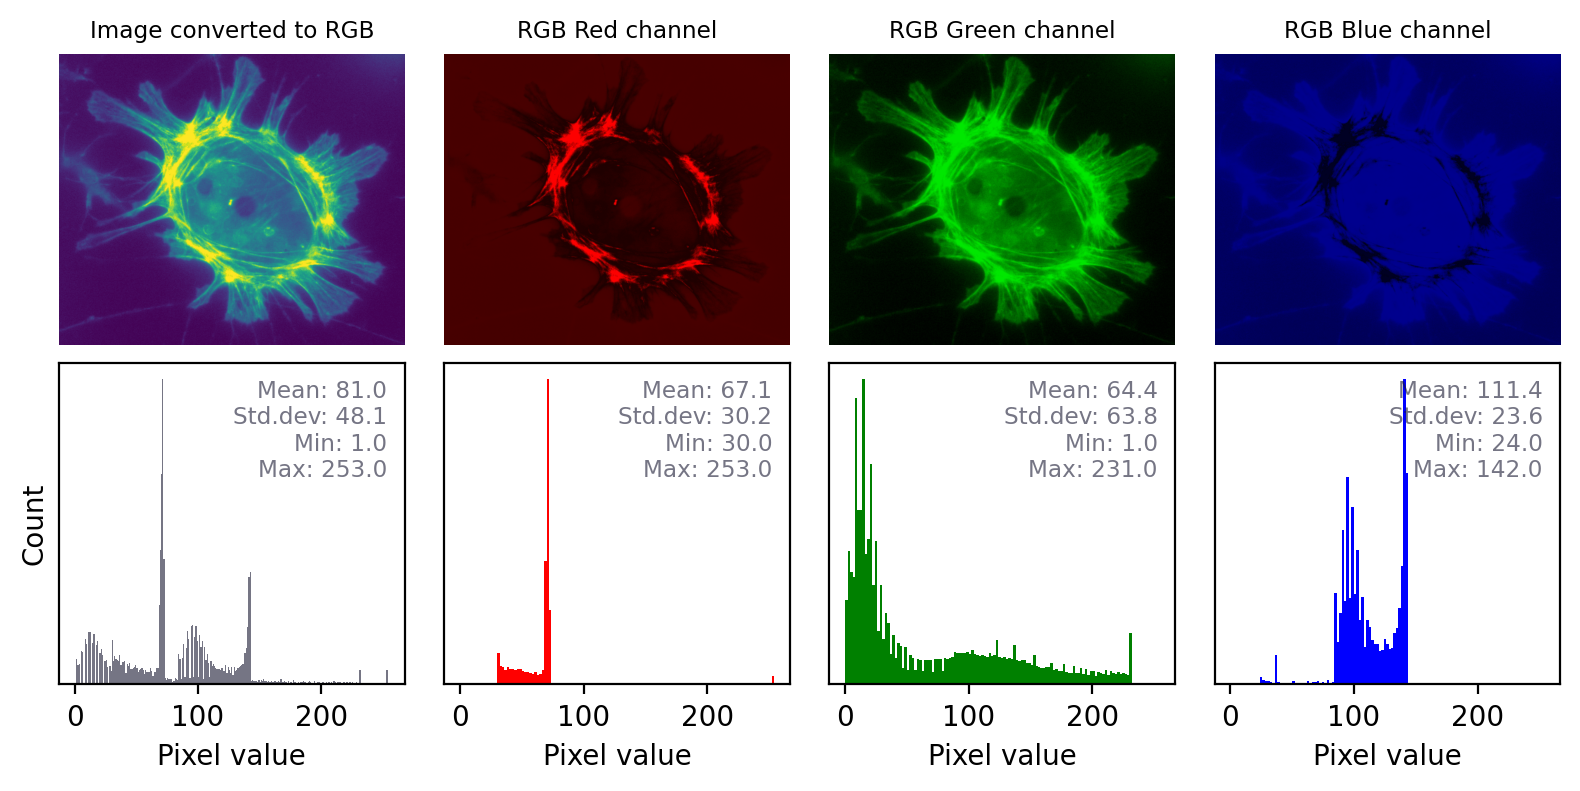 Image converted to RGB
RGB Red channel
RGB Green channel
RGB Blue channel
Count
Mean: 81.0
Std.dev: 48.1
Min: 1.0
Max: 253.0
0 100 200
Pixel value
Mean: 67.1
Std.dev: 30.2
Min: 30.0
Max: 253.0
0 100 200
Pixel value
Mean: 64.4
Std.dev: 63.8
Min: 1.0
Max: 231.0
0 100 200
Pixel value
Mean: 111.4
Std.dev: 23.6
Min: 24.0
Max: 142.0
0 100 200
Pixel value